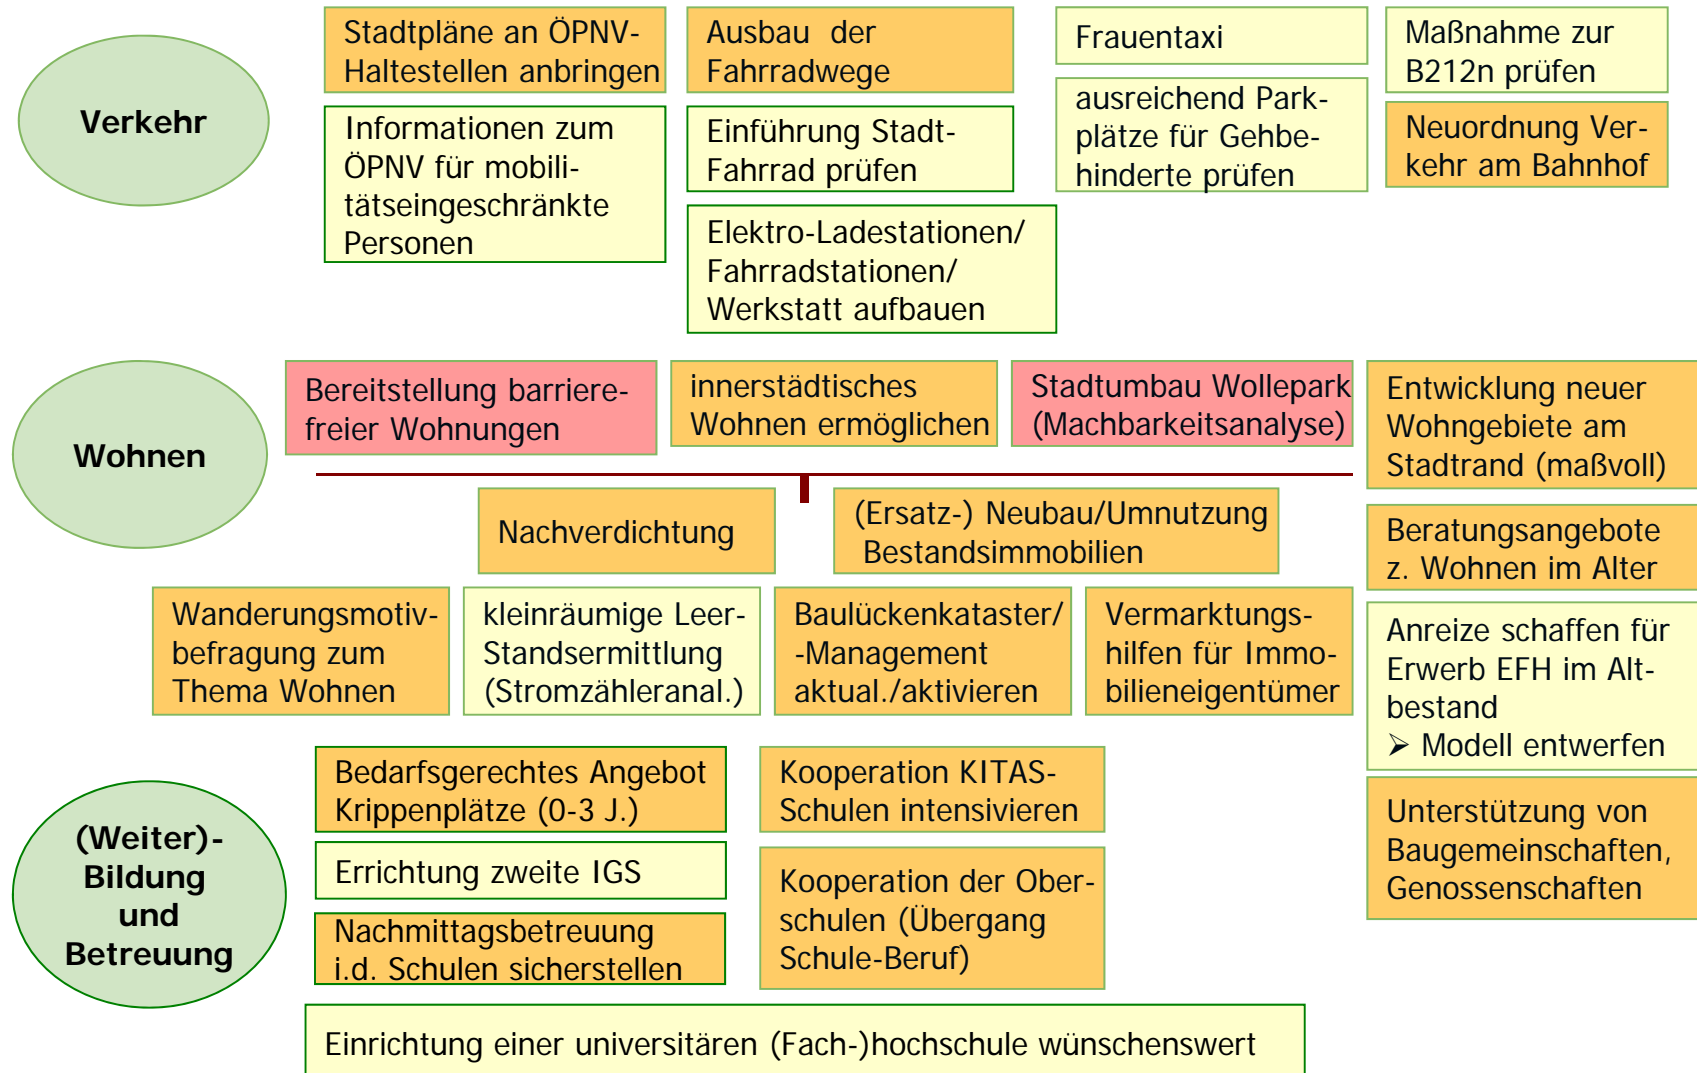 Verkehr
Stadtpläne an ÖPNV-
Haltestellen anbringen
Informationen zum
ÖPNV für mobili-
tätseingeschränkte
Personen
Ausbau der
Fahrradwege
Einführung Stadt-
Fahrrad prüfen
Elektro-Ladestationen/
Fahrradstationen/
Werkstatt aufbauen
Frauentaxi
ausreichend Park-
plätze für Gehbe-
hinderte prüfen
Maßnahme zur
B212n prüfen
Neuordnung Ver-
kehr am Bahnhof
Wohnen
Bereitstellung barriere-
freier Wohnungen
innerstädtisches
Wohnen ermöglichen
Stadtumbau Wollepark
(Machbarkeitsanalyse)
Nachverdichtung
(Ersatz-) Neubau/Umnutzung
Bestandsimmobilien
Wanderungsmotiv-
befragung zum
Thema Wohnen
kleinräumige Leer-
Standsermittlung
(Stromzähleranal.)
Baulückenkataster/
-Management
aktual./aktivieren
Vermarktungs-
hilfen für Immo-
bilieneigentümer
Entwicklung neuer
Wohngebiete am
Stadtrand (maßvoll)
Beratungsangebote
z. Wohnen im Alter
Anreize schaffen für
Erwerb EFH im Alt-
bestand
➢ Modell entwerfen
Unterstützung von
Baugemeinschaften,
Genossenschaften
(Weiter)-
Bildung
und
Betreuung
Bedarfsgerechtes Angebot
Krippenplätze (0-3 J.)
Errichtung zweite IGS
Nachmittagsbetreuung
i.d. Schulen sicherstellen
Kooperation KITAS-
Schulen intensivieren
Kooperation der Ober-
schulen (Übergang
Schule-Beruf)
Einrichtung einer universitären (Fach-)hochschule wünschenswert